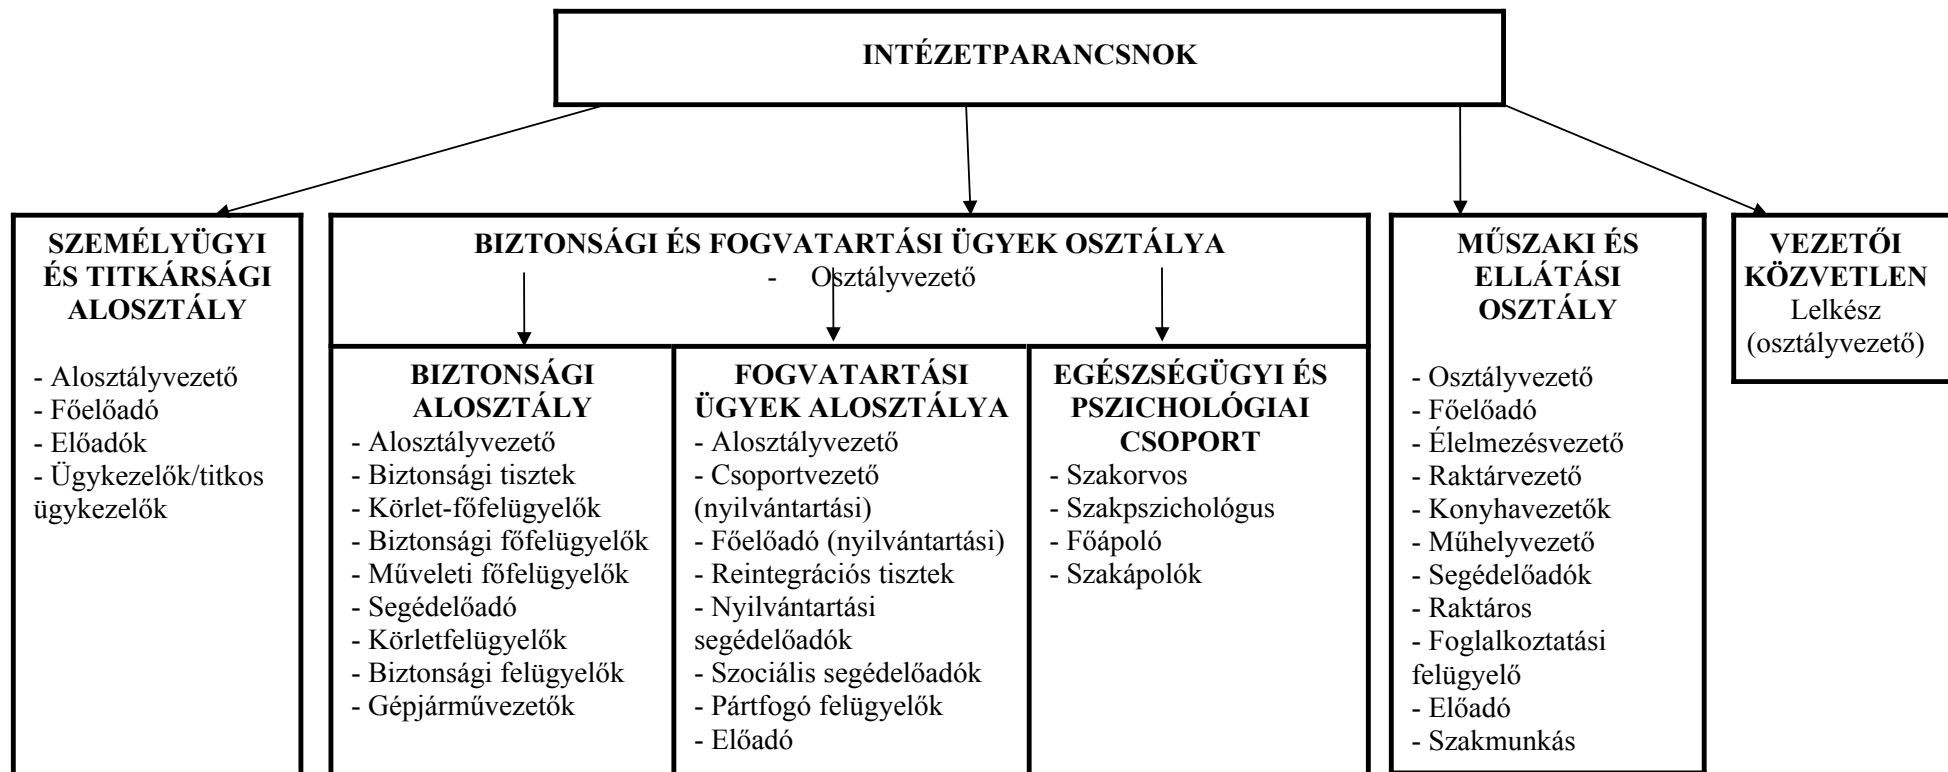 INTÉZETPARANCSNOK
SZEMÉLYÜGYI
ÉS TITKÁRSÁGI
ALOSZTÁLY
- Alosztályvezető
- Főelőadó
- Előadók
- Ügykezelők/titkos
ügykezelők
BIZTONSÁGI ÉS FOGVATARTÁSI ÜGYEK OSZTÁLYA
- Osztályvezető
BIZTONSÁGI
ALOSZTÁLY
- Alosztályvezető
- Biztonsági tisztek
- Körlet-főfelügyelők
- Biztonsági főfelügyelők
- Műveleti főfelügyelők
- Segédelőadó
- Körletfelügyelők
- Biztonsági felügyelők
- Gépjárművezetők
FOGVATARTÁSI
ÜGYEK ALOSZTÁLYA
- Alosztályvezető
- Csoportvezető
(nyilvántartási)
- Főelőadó (nyilvántartási)
- Reintegrációs tisztek
- Nyilvántartási
segédelőadók
- Szociális segédelőadók
- Pártfogó felügyelők
- Előadó
EGÉSZSÉGÜGYI ÉS
PSZICHOLÓGIAI
CSOPORT
- Szakorvos
- Szakpszichológus
- Főápoló
- Szakápolók
MŰSZAKI ÉS
ELLÁTÁSI
OSZTÁLY
- Osztályvezető
- Főelőadó
- Élelmezésvezető
- Raktárvezető
- Konyhavezetők
- Műhelyvezető
- Segédelőadók
- Raktáros
- Foglalkoztatási
felügyelő
- Előadó
- Szakmunkás
VEZETŐI
KÖZVETLEN
Lelkész
(osztályvezető)